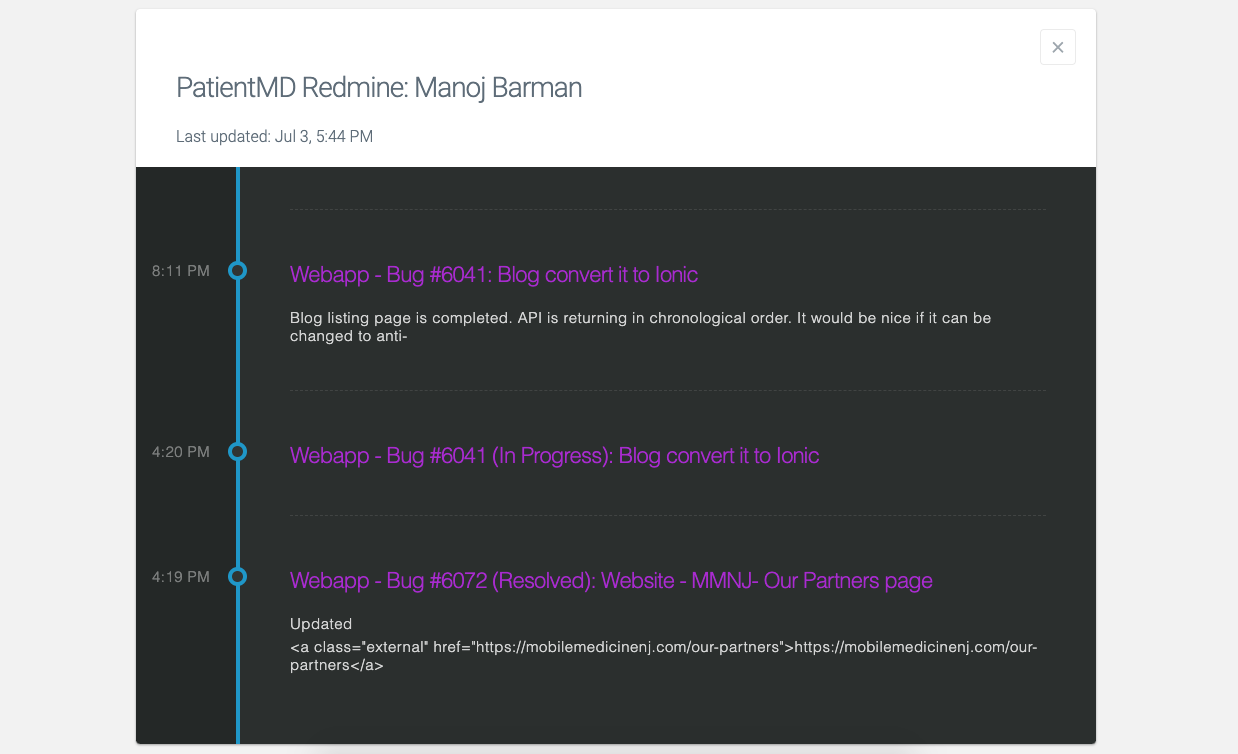 PatientMD Redmine: Manoj Barman
Last updated: Jul 3, 5:44 PM
8:11 PM
Webapp - Bug #6041: Blog convert it to Ionic
Blog listing page is completed. API is returning in chronological order. It would be nice if it can be
changed to anti-
4:20 PM
Webapp - Bug #6041 (In Progress): Blog convert it to Ionic
4:19 PM
Webapp - Bug #6072 (Resolved): Website - MMNJ- Our Partners page
Updated
<a class="external" href="https://mobilemedicinenj.com/our-partners">https://mobilemedicinenj.com/our-
partners</a>